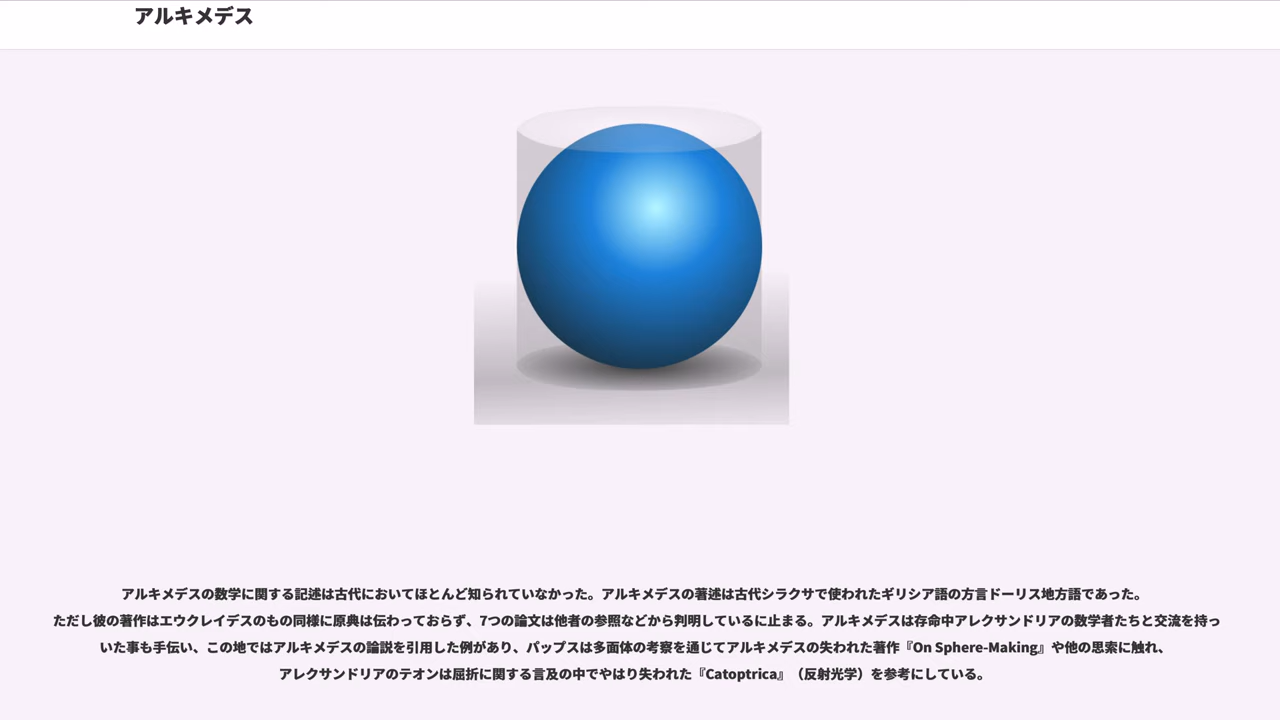 アルキメデス
アルキメデスの数学に関する記述は古代においてほとんど知られていなかった。アルキメデスの著述は古代シラクサで使われたギリシア語の方言ドーリス地方語であった。
ただし彼の著作はエウクレイデスのもの同様に原典は伝わっておらず、7つの論文は他者の参照などから判明しているに止まる。アルキメデスは存命中アレクサンドリアの数学者たちと交流を持っ
いた事も手伝い、この地ではアルキメデスの論説を引用した例があり、パップスは多面体の考察を通じてアルキメデスの失われた著作『On Sphere-Making』や他の思索に触れ、
アレクサンドリアのテオンは屈折に関する言及の中でやはり失われた『Catoptrica』（反射光学）を参考にしている。